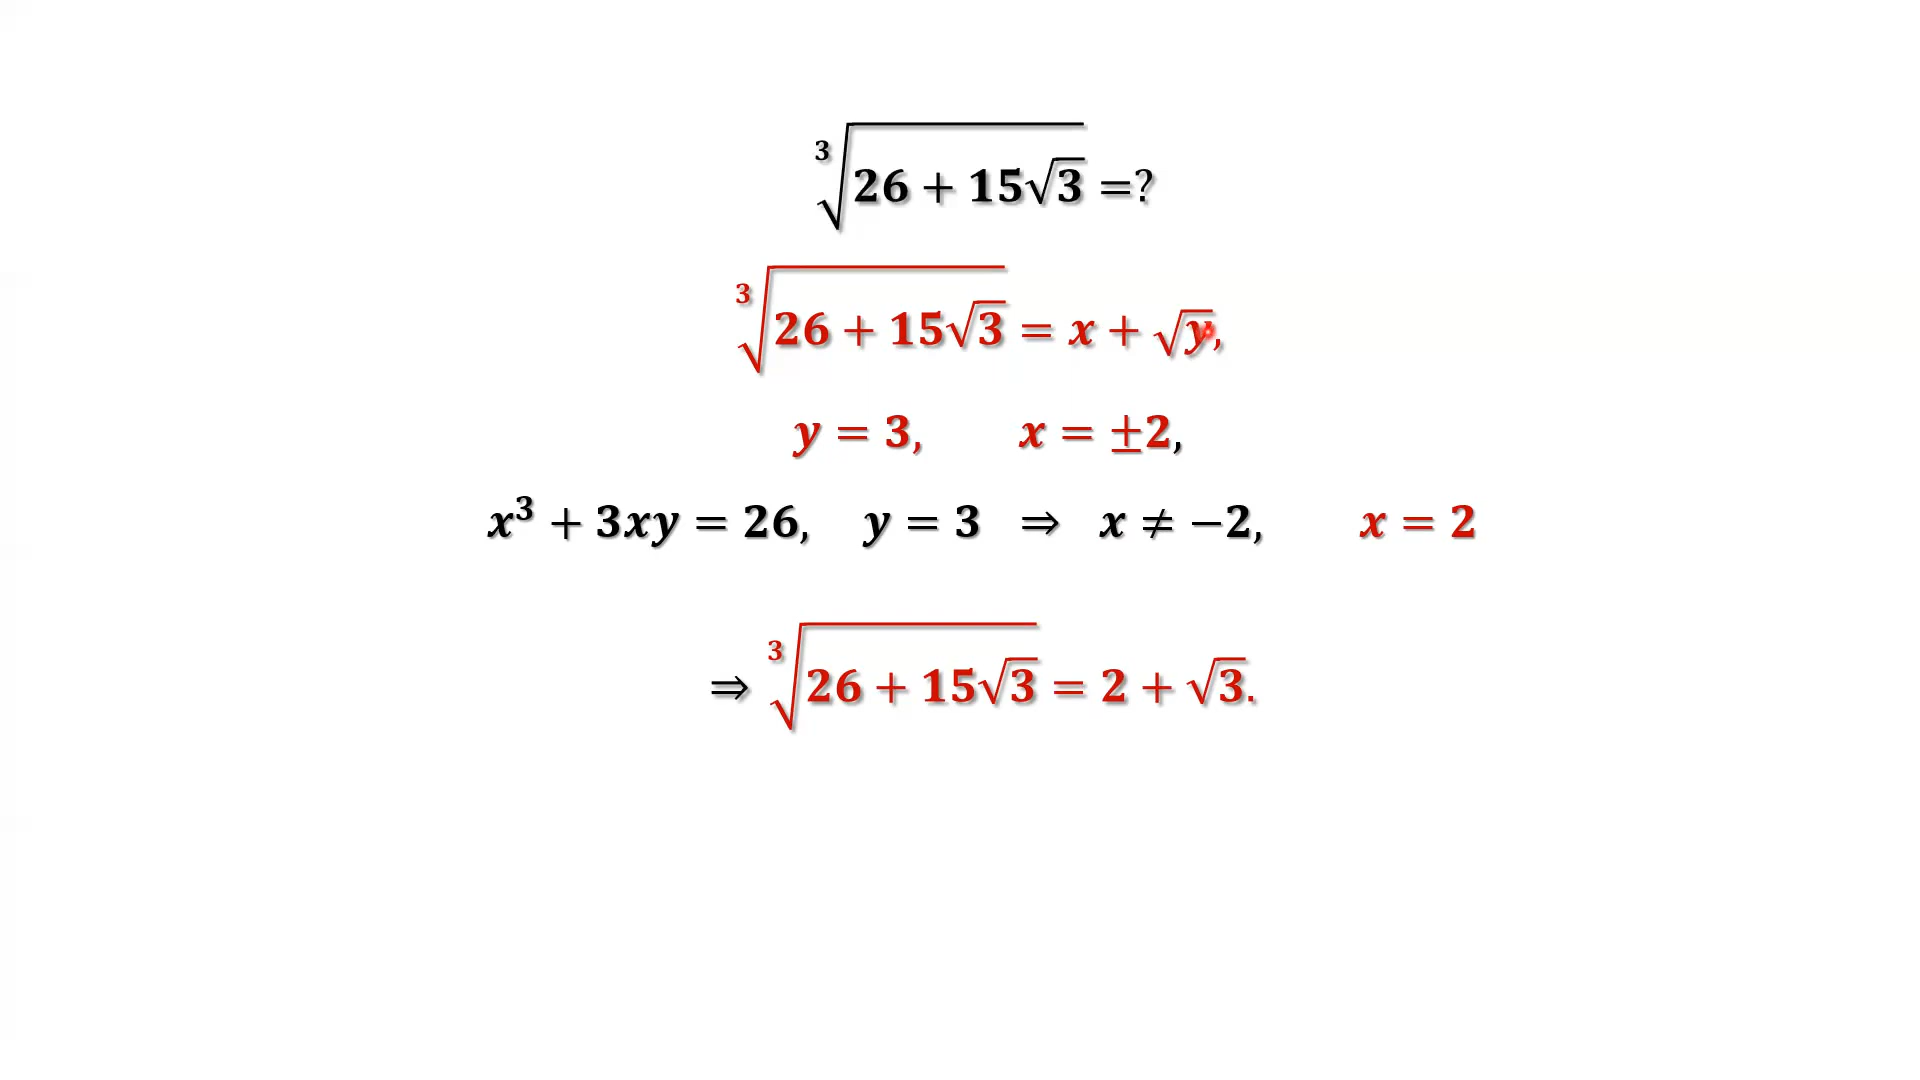 ∛(26 + 15√3) =?
∛(26 + 15√3) = x + √y,
y = 3, x = ±2,
x³ + 3xy = 26, y = 3 ⇒ x ≠ −2, x = 2
⇒ ∛(26 + 15√3) = 2 + √3.